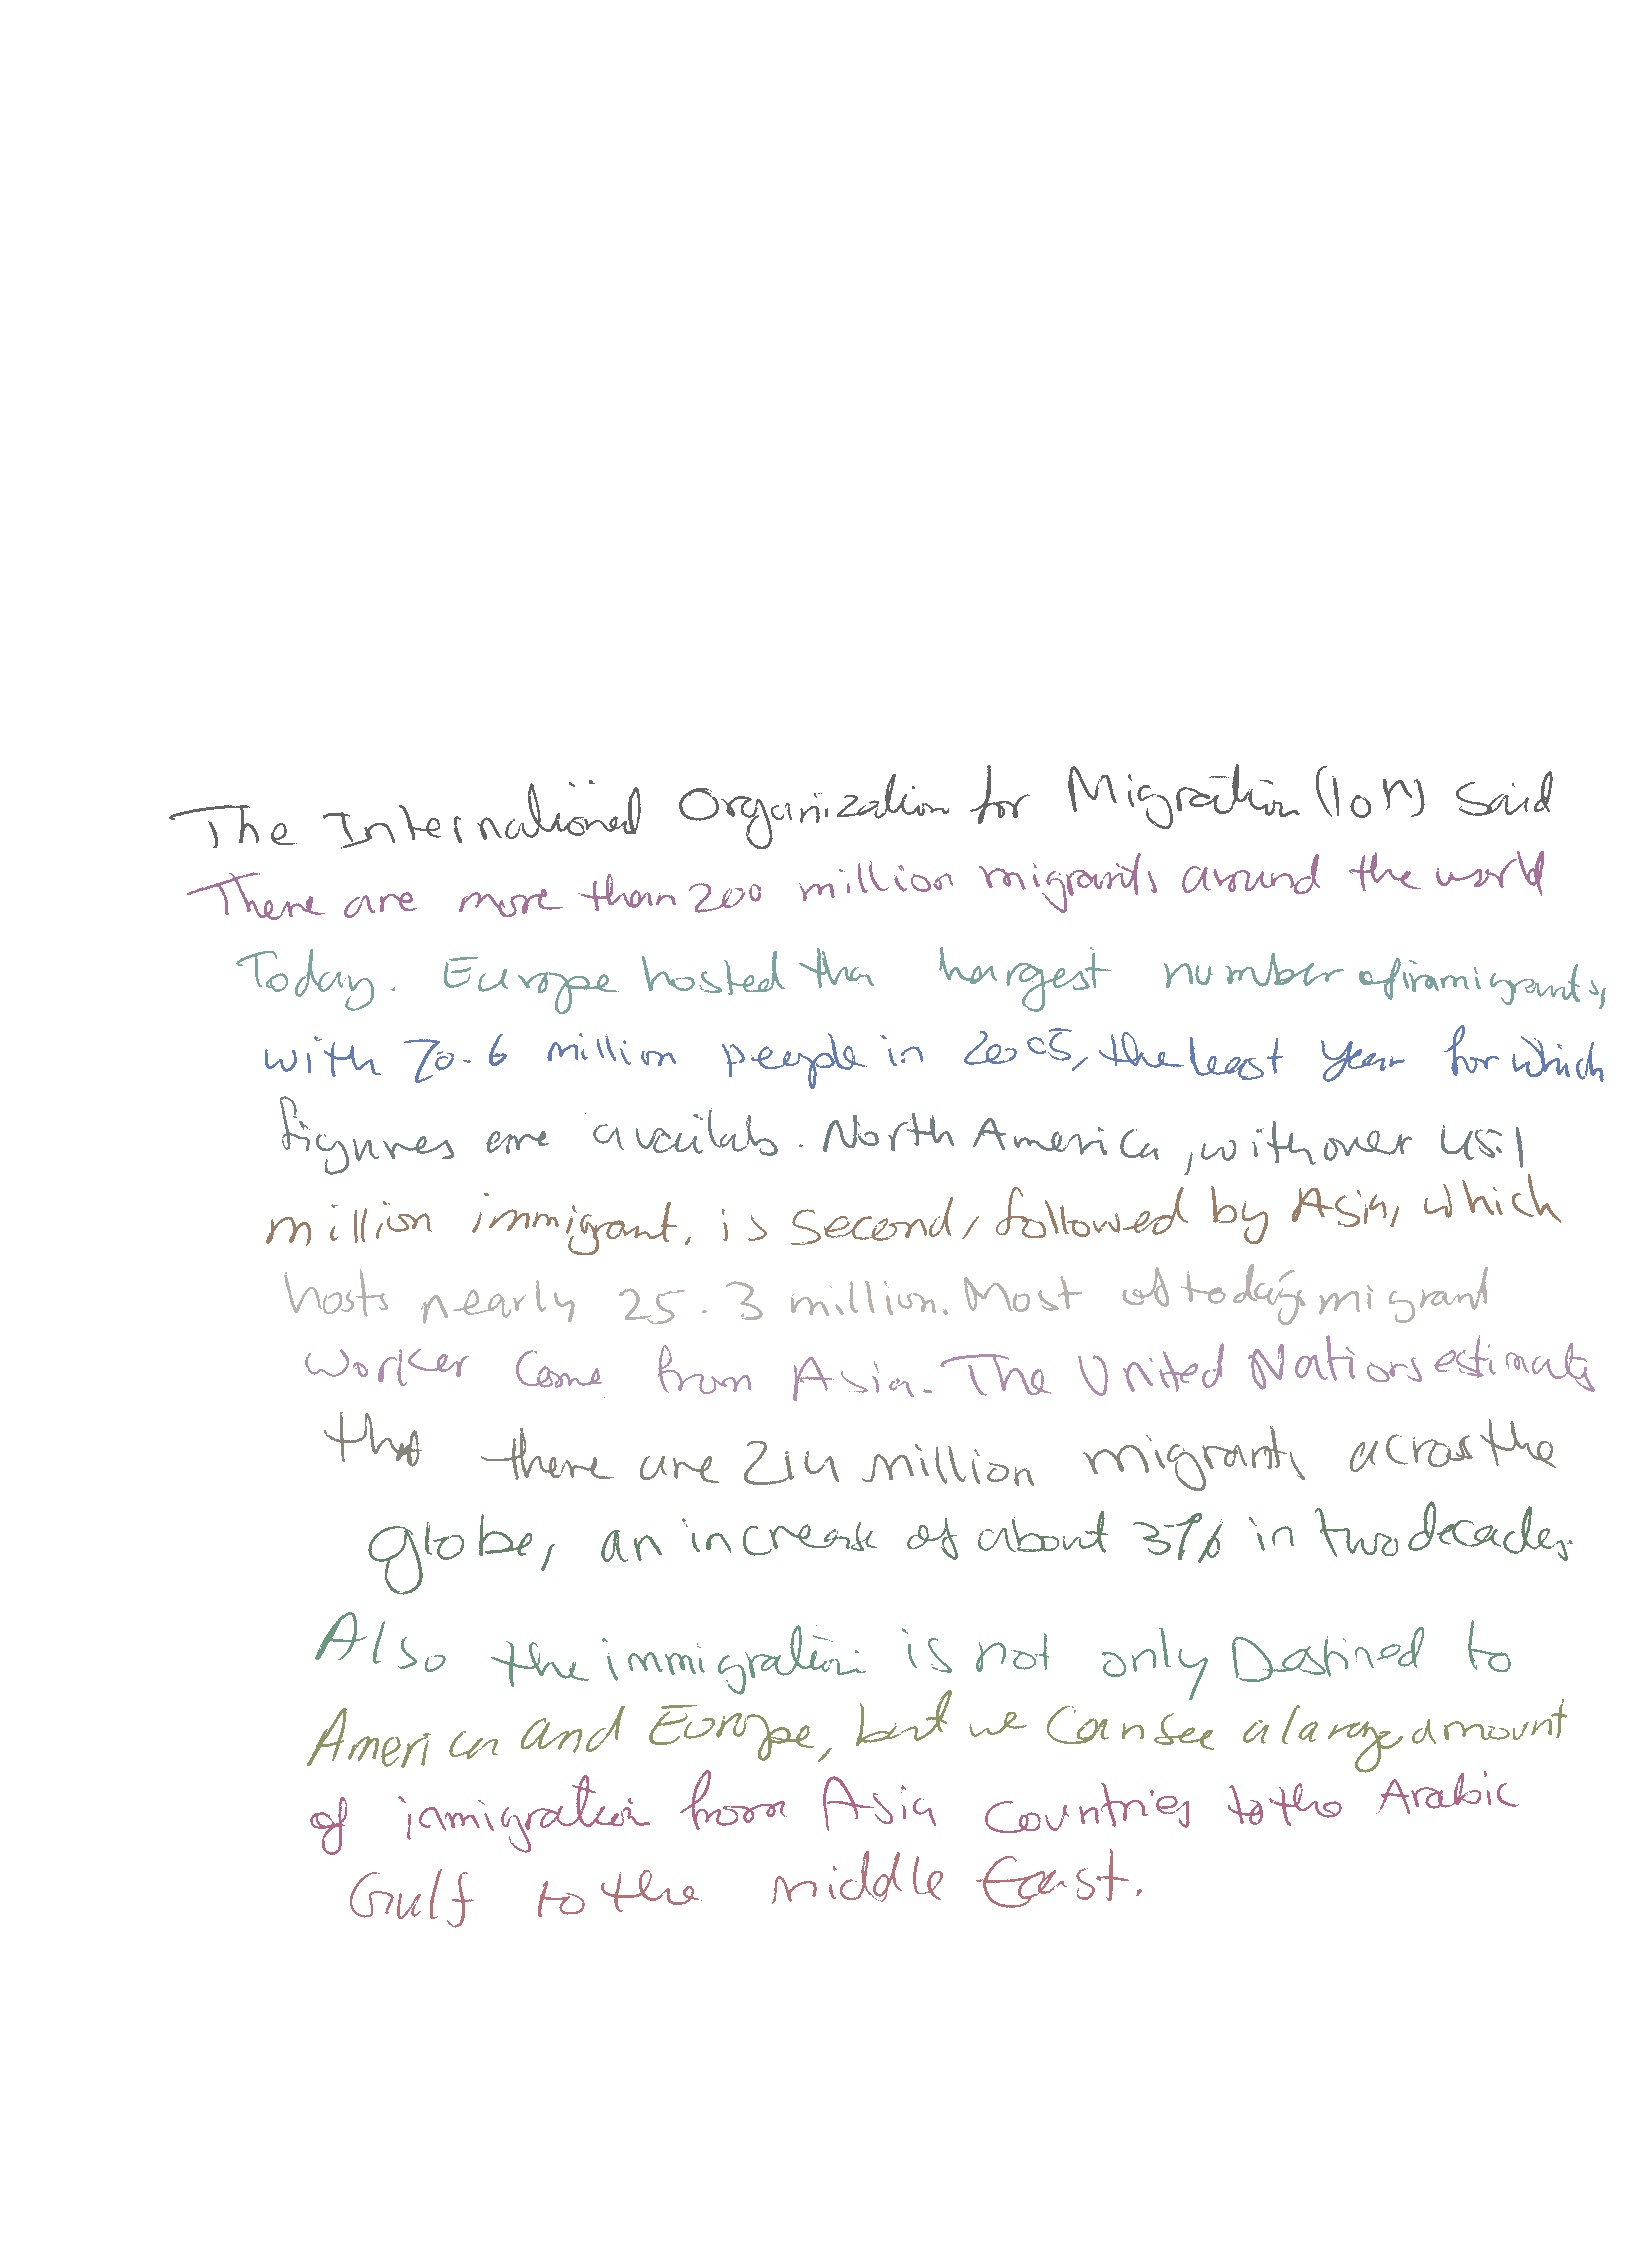 The International Organization for Migration (IOM) said
There are more than 200 million migrants around the world
Today. Europe hosted the hargest number of immigrants,
with 70.6 million people in 2005, the least year for which
figures are availab. North America, with over 45.1
million immigrant, is second, followed by Asia, which
hosts nearly 25.3 million. Most of today's migrant
worker come from Asia. The United Nations estimats
that there are 214 million migrants across the
globe, an increase of about 37% in two decades.
Also the immigration is not only Destined to
America and Europe, but we can see a large amount
of immigration from Asia countries to the Arabic
Gulf to the middle East.